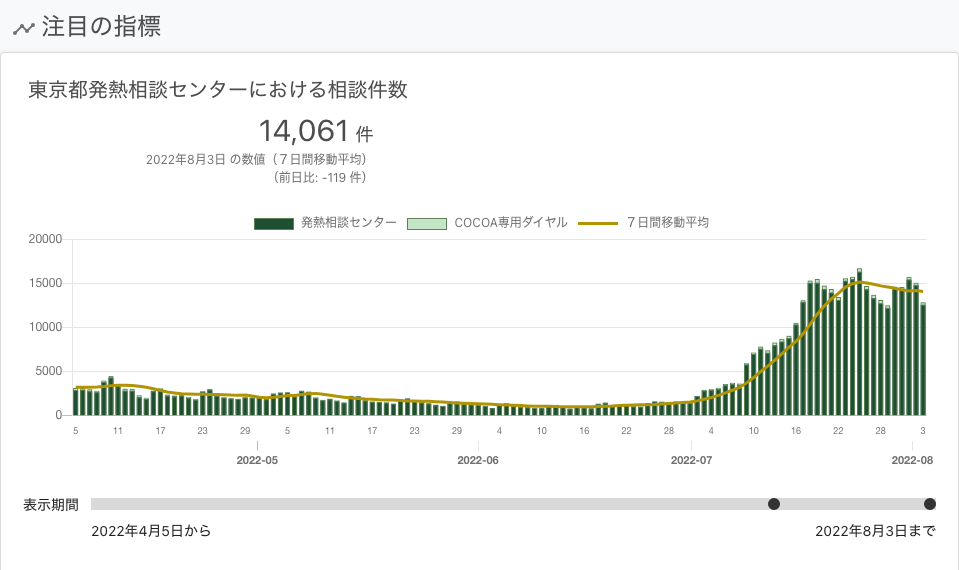 注目の指標
東京都発熱相談センターにおける相談件数
14,061 件
2022年8月3日 の数値（７日間移動平均）
（前日比: -119 件）
発熱相談センター COCOA専用ダイヤル ７日間移動平均
20000
15000
10000
5000
0
5 11 17 23 29 5 11 17 23 29 4 10 16 22 28 4 10 16 22 28 3
2022-05 2022-06 2022-07 2022-08
表示期間
2022年4月5日から 2022年8月3日まで